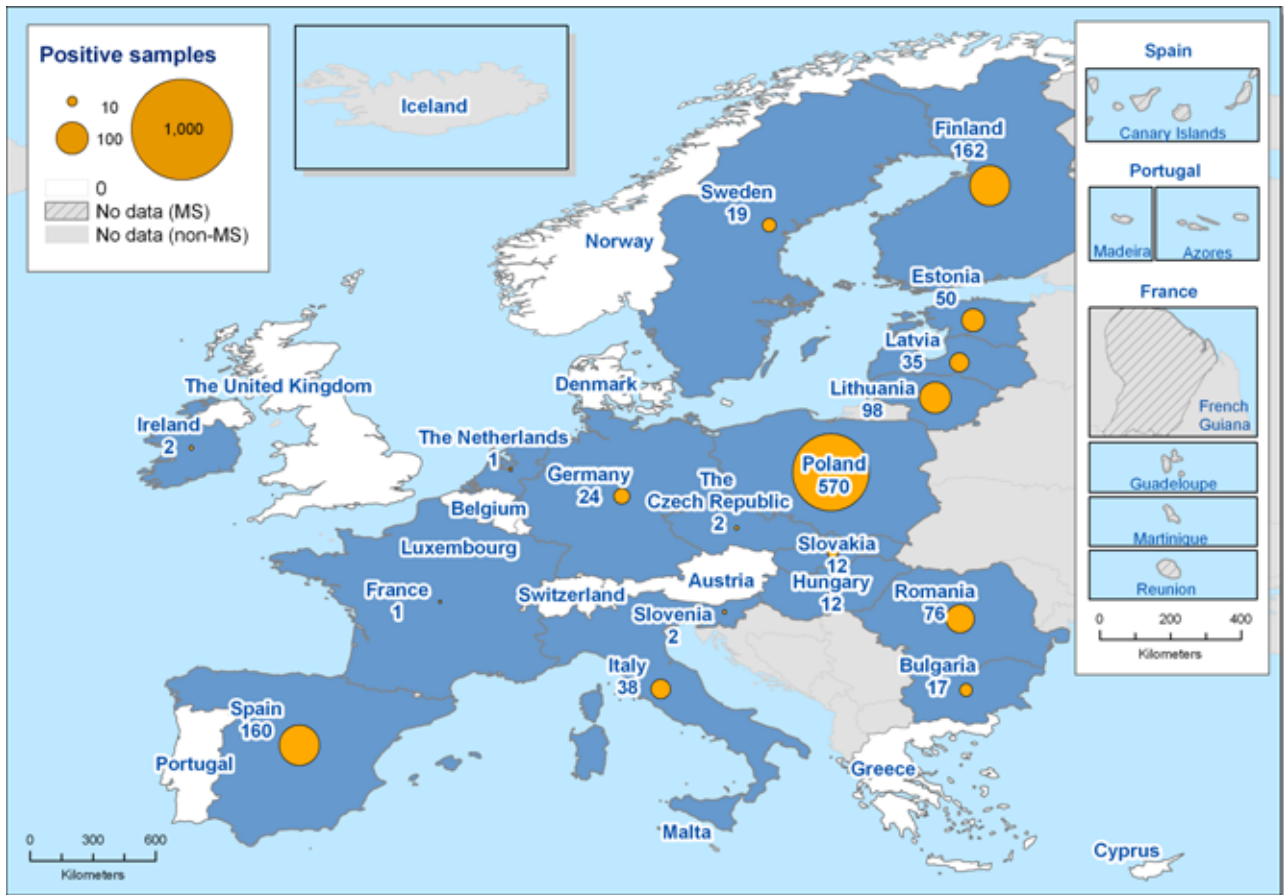 Positive samples
10
100
1,000
0
No data (MS)
No data (non-MS)
Iceland
Finland
162
Sweden
19
Norway
Estonia
50
Latvia
35
Lithuania
98
Denmark
The United Kingdom
Ireland
2
The Netherlands
1
Germany
24
Belgium
Luxembourg
The
Czech Republic
2
Poland
570
Slovakia
12
Hungary
12
Austria
Switzerland
France
1
Slovenia
2
Romania
76
Bulgaria
17
Italy
38
Spain
160
Portugal
Greece
Malta
Cyprus
0 300 600
Kilometers
Spain
Canary Islands
Portugal
Madeira
Azores
France
French
Guiana
Guadeloupe
Martinique
Reunion
0 200 400
Kilometers